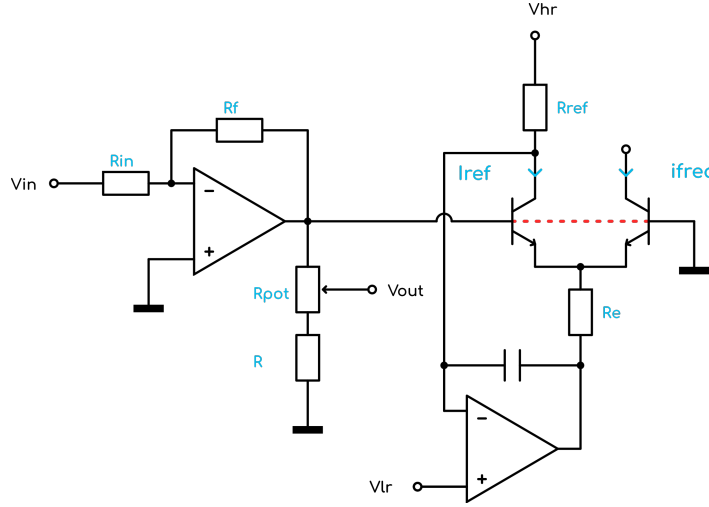 Vhr
Rf
Rref
Rin
Iref
ifreq
Vin
−
+
Rpot
Vout
Re
R
−
Vlr
+